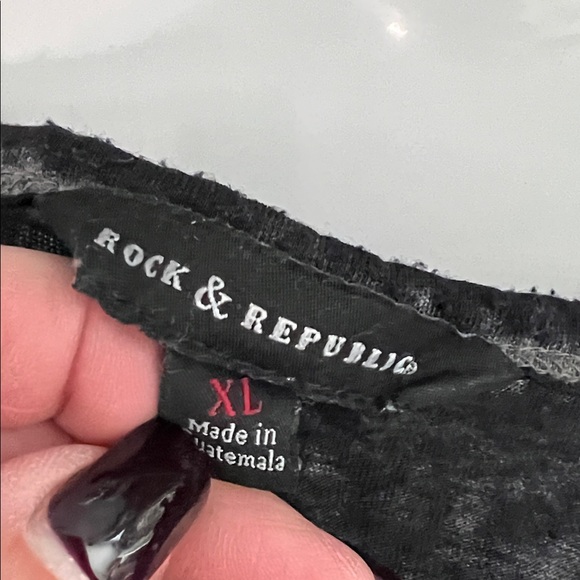 ROCK & REPUBLIC
XL
Made in
uatemala